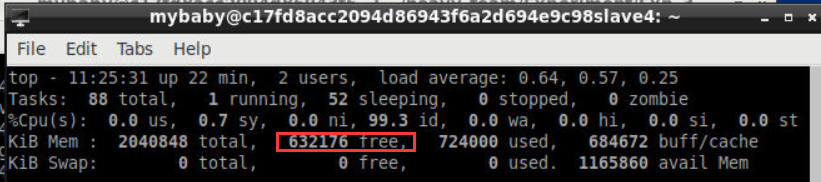 mybaby@c17fd8acc2094d86943f6a2d694e9c98slave4: ~
File Edit Tabs Help
top - 11:25:31 up 22 min, 2 users, load average: 0.64, 0.57, 0.25
Tasks: 88 total, 1 running, 52 sleeping, 0 stopped, 0 zombie
%Cpu(s): 0.0 us, 0.7 sy, 0.0 ni, 99.3 id, 0.0 wa, 0.0 hi, 0.0 si, 0.0 st
KiB Mem : 2040848 total, 632176 free, 724000 used, 684672 buff/cache
KiB Swap: 0 total, 0 free, 0 used. 1165860 avail Mem